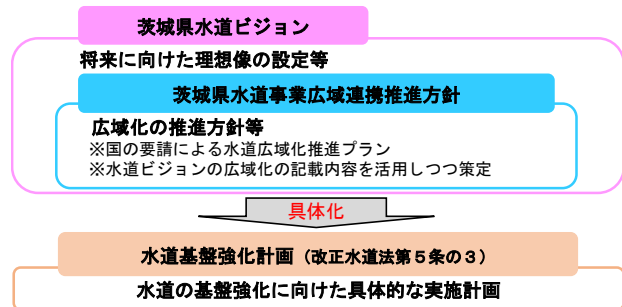 茨城県水道ビジョン
将来に向けた理想像の設定等
茨城県水道事業広域連携推進方針
広域化の推進方針等
※国の要請による水道広域化推進プラン
※水道ビジョンの広域化の記載内容を活用しつつ策定
具体化
水道基盤強化計画（改正水道法第５条の３）
水道の基盤強化に向けた具体的な実施計画